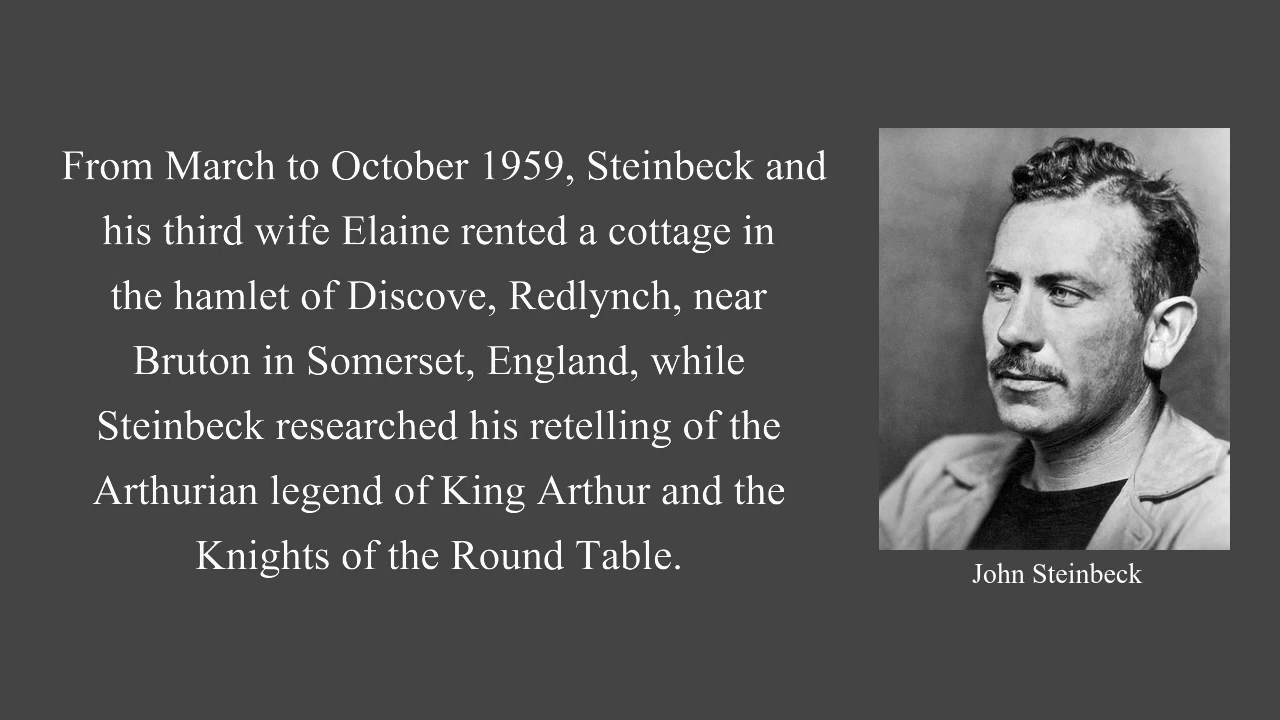 From March to October 1959, Steinbeck and
his third wife Elaine rented a cottage in
the hamlet of Discove, Redlynch, near
Bruton in Somerset, England, while
Steinbeck researched his retelling of the
Arthurian legend of King Arthur and the
Knights of the Round Table.
John Steinbeck